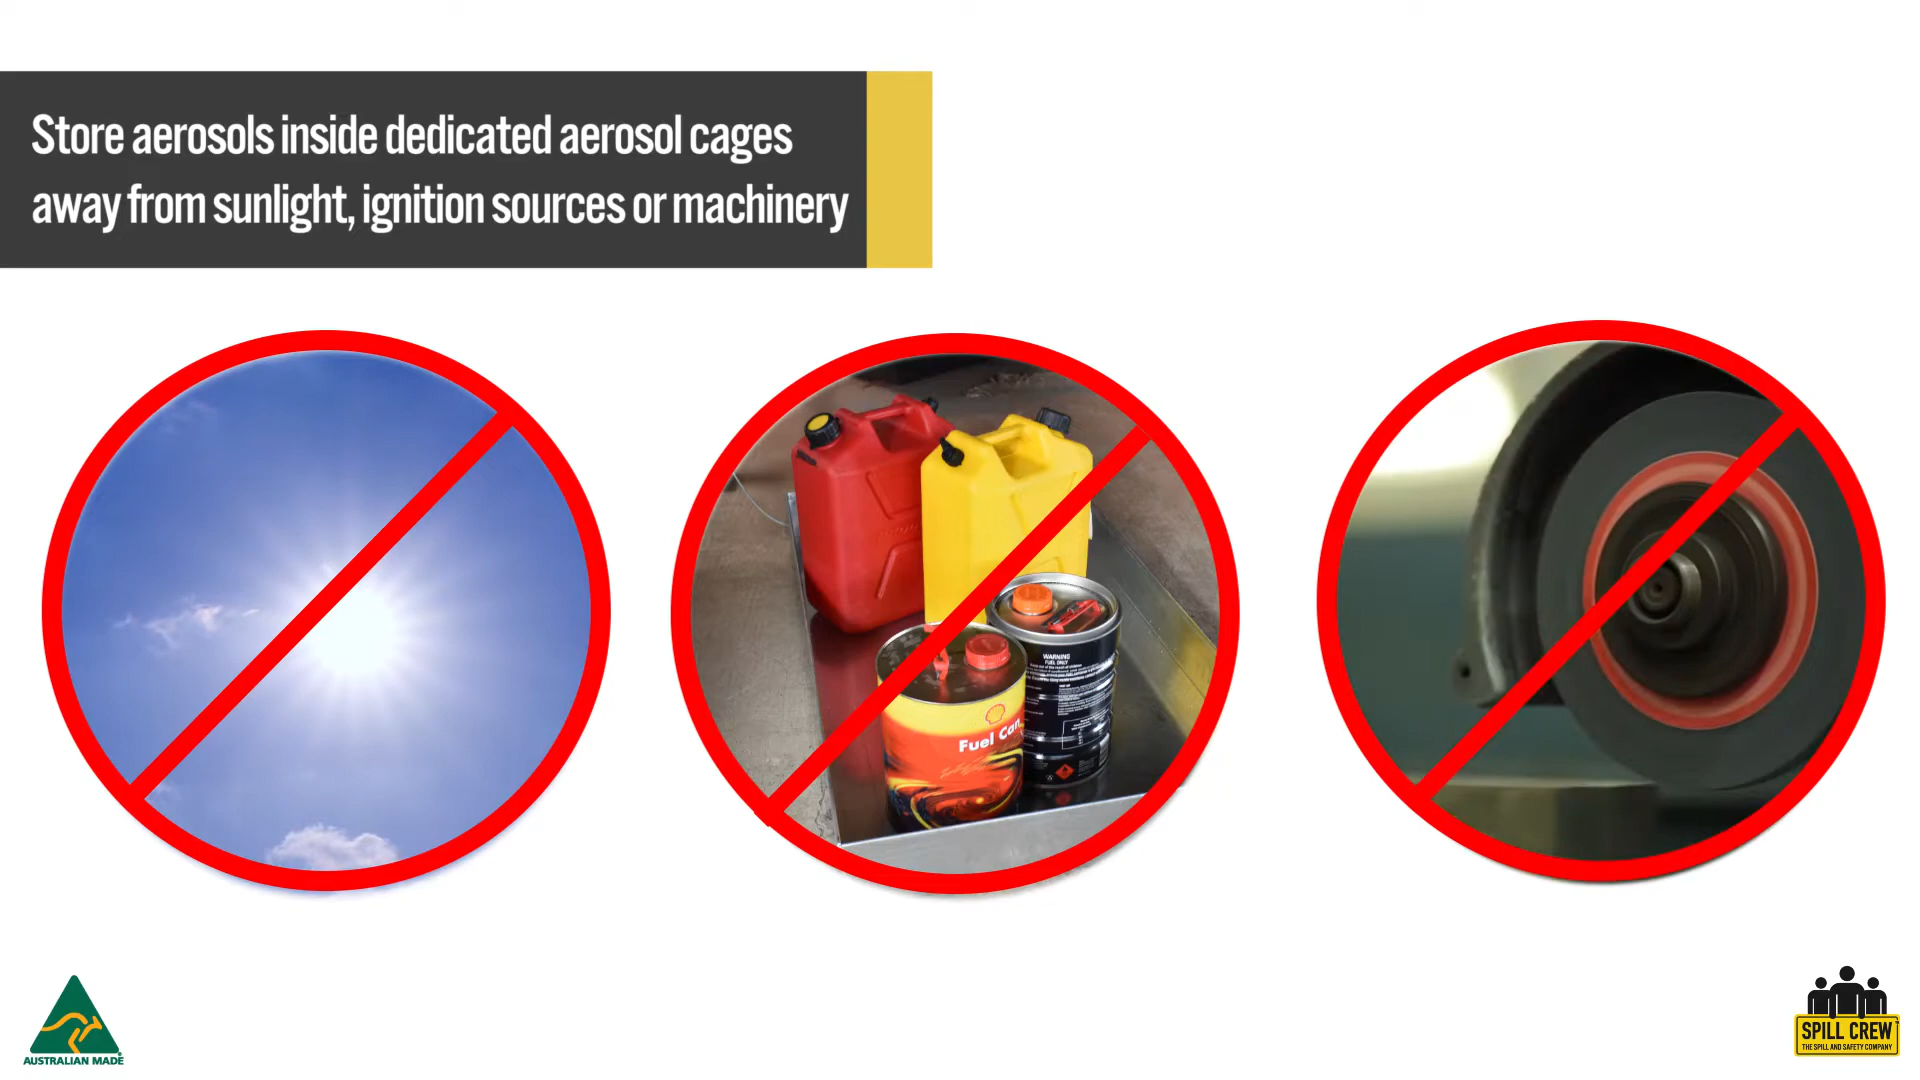 Store aerosols inside dedicated aerosol cages
away from sunlight, ignition sources or machinery
WARNING
FUEL ONLY
Fuel Can
AUSTRALIAN MADE
SPILL CREW
THE SPILL AND SAFETY COMPANY